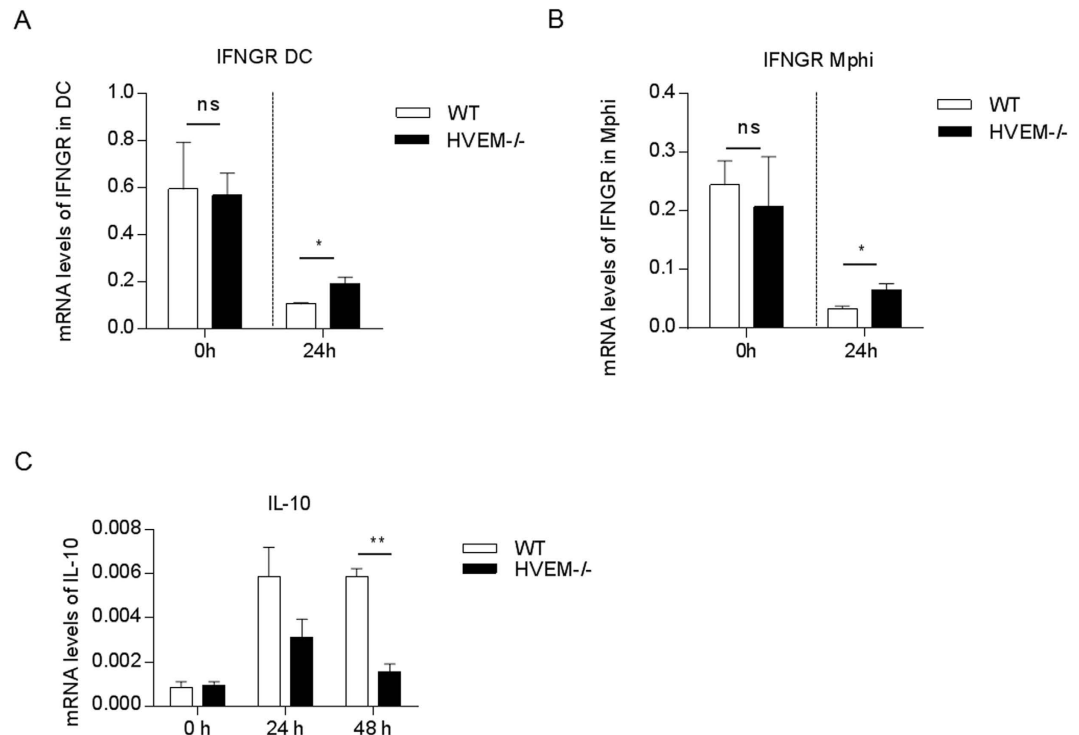 A
IFNGR DC
mRNA levels of IFNGR in DC
1.0
0.8
0.6
0.4
0.2
0.0
ns
*
0h
24h
WT
HVEM-/-
B
IFNGR Mphi
mRNA levels of IFNGR in Mphi
0.4
0.3
0.2
0.1
0.0
ns
*
0h
24h
WT
HVEM-/-
C
IL-10
mRNA levels of IL-10
0.008
0.006
0.004
0.002
0.000
**
0 h
24 h
48 h
WT
HVEM-/-